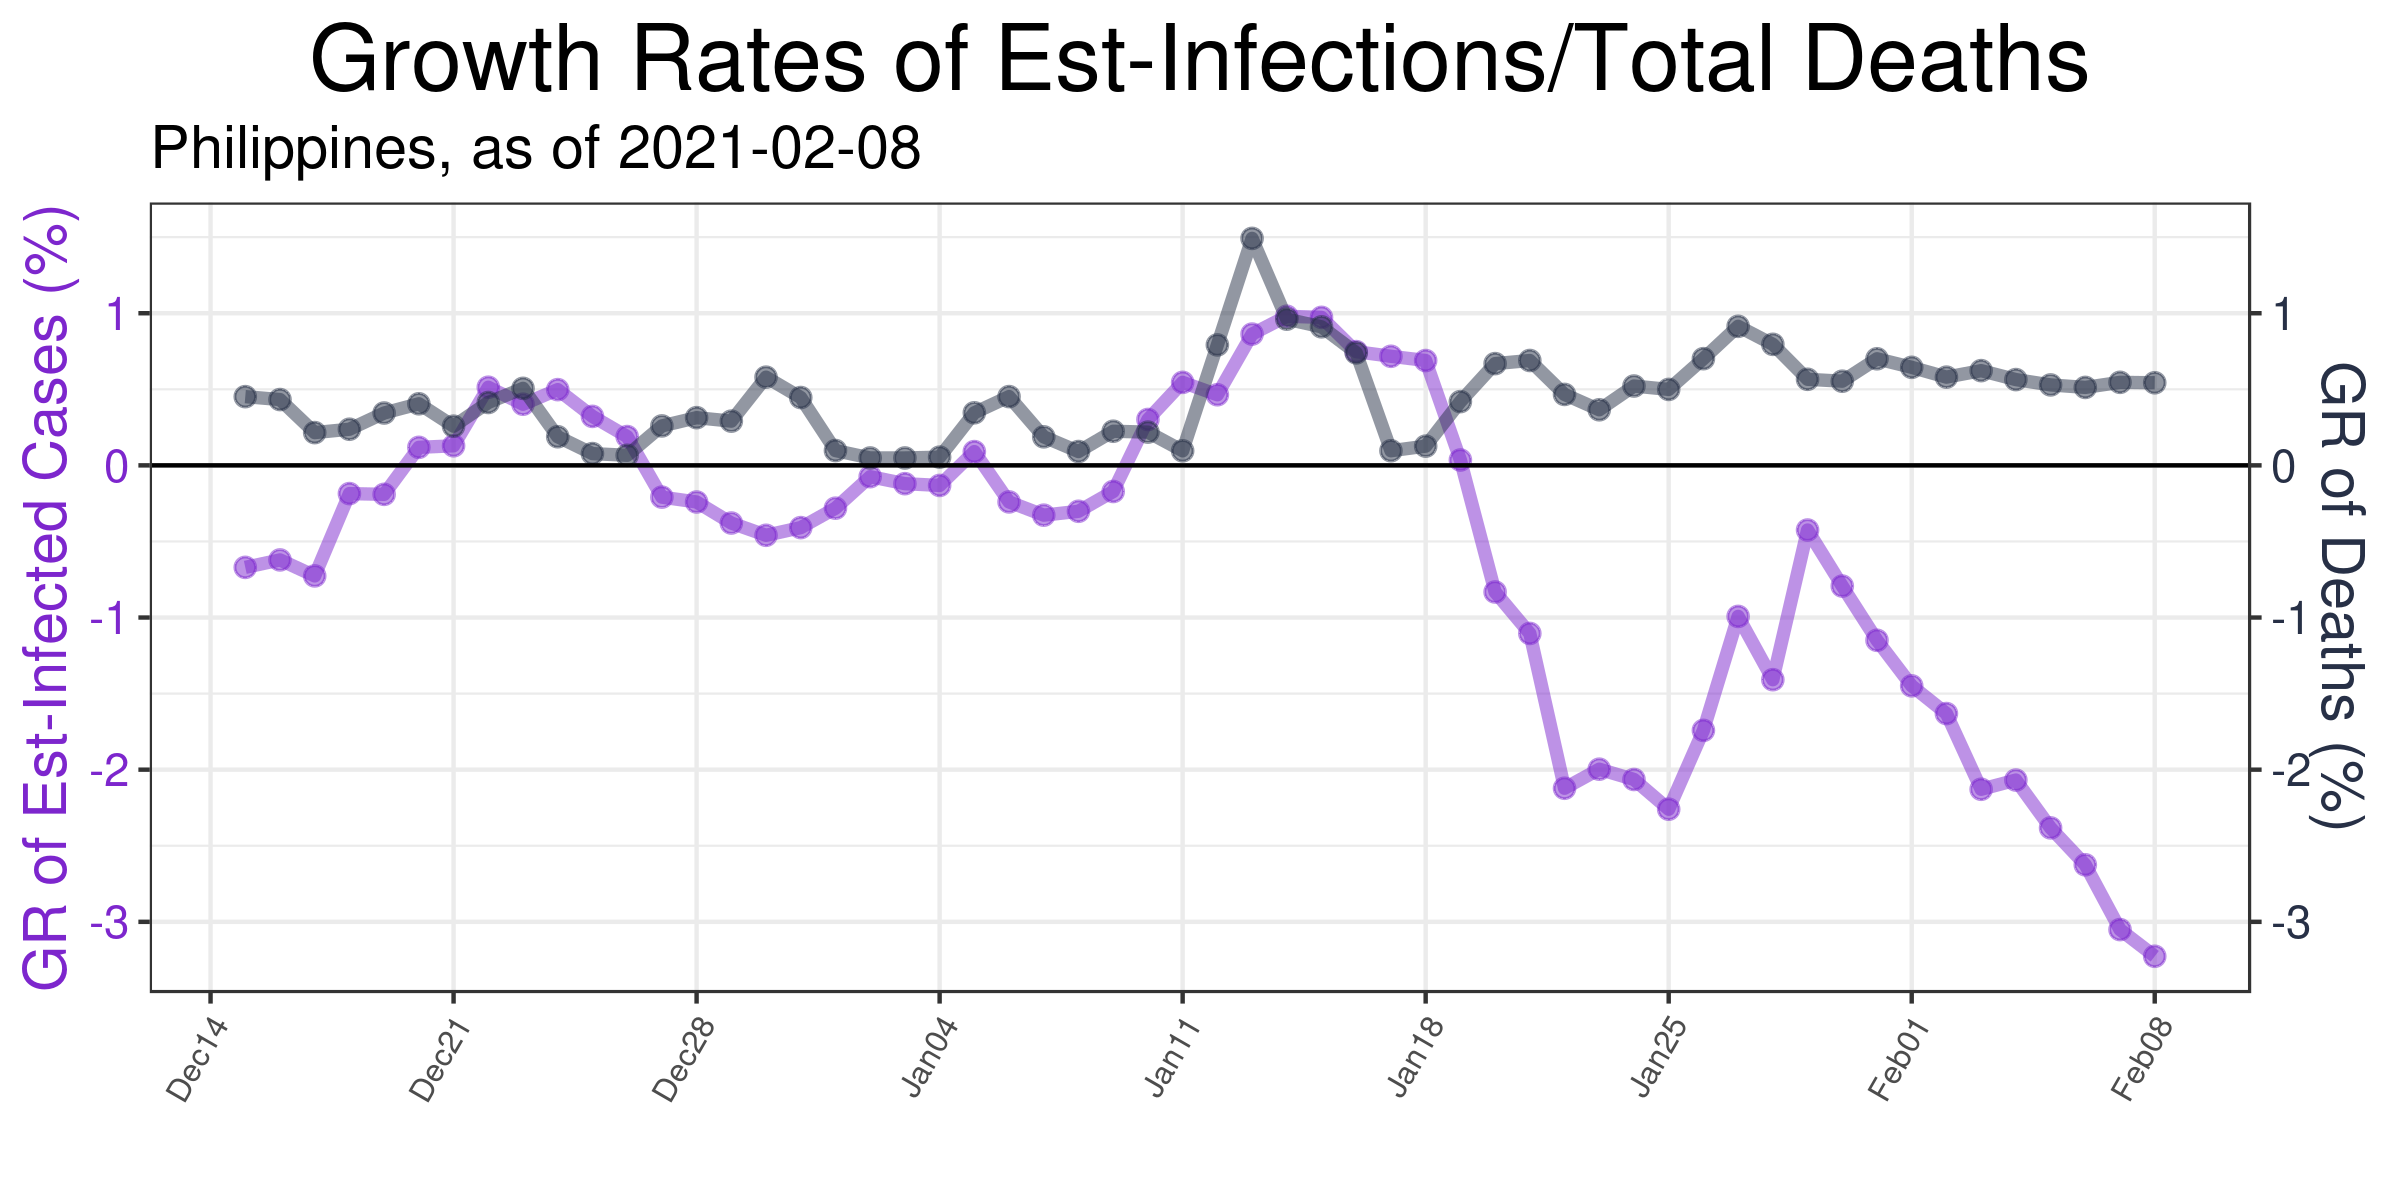 Growth Rates of Est-Infections/Total Deaths
Philippines, as of 2021-02-08
GR of Est-Infected Cases (%)
1
0
-1
-2
-3
1
0
-1
-2
-3
GR of Deaths (%)
Dec14
Dec21
Dec28
Jan04
Jan11
Jan18
Jan25
Feb01
Feb08